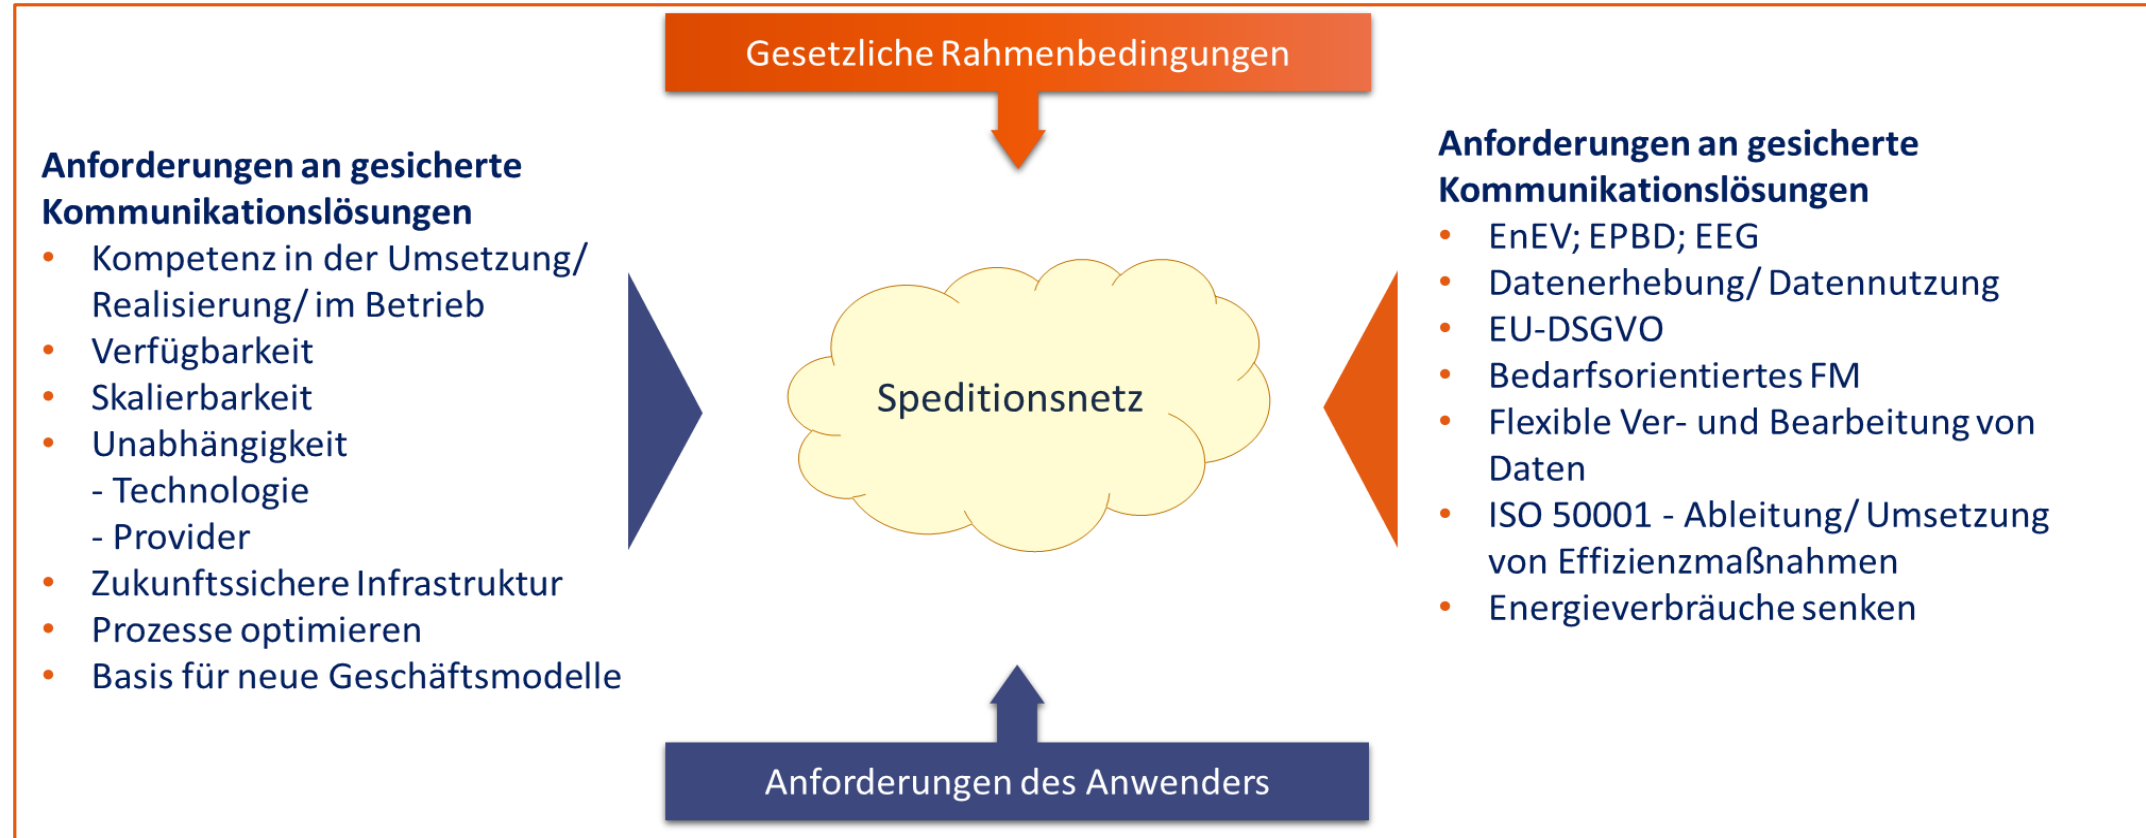 Gesetzliche Rahmenbedingungen
Anforderungen an gesicherte
Kommunikationslösungen
• Kompetenz in der Umsetzung/
Realisierung/ im Betrieb
• Verfügbarkeit
• Skalierbarkeit
• Unabhängigkeit
- Technologie
- Provider
• Zukunftssichere Infrastruktur
• Prozesse optimieren
• Basis für neue Geschäftsmodelle
Speditionsnetz
Anforderungen an gesicherte
Kommunikationslösungen
• EnEV; EPBD; EEG
• Datenerhebung/ Datennutzung
• EU-DSGVO
• Bedarfsorientiertes FM
• Flexible Ver- und Bearbeitung von
Daten
• ISO 50001 - Ableitung/ Umsetzung
von Effizienzmaßnahmen
• Energieverbräuche senken
Anforderungen des Anwenders